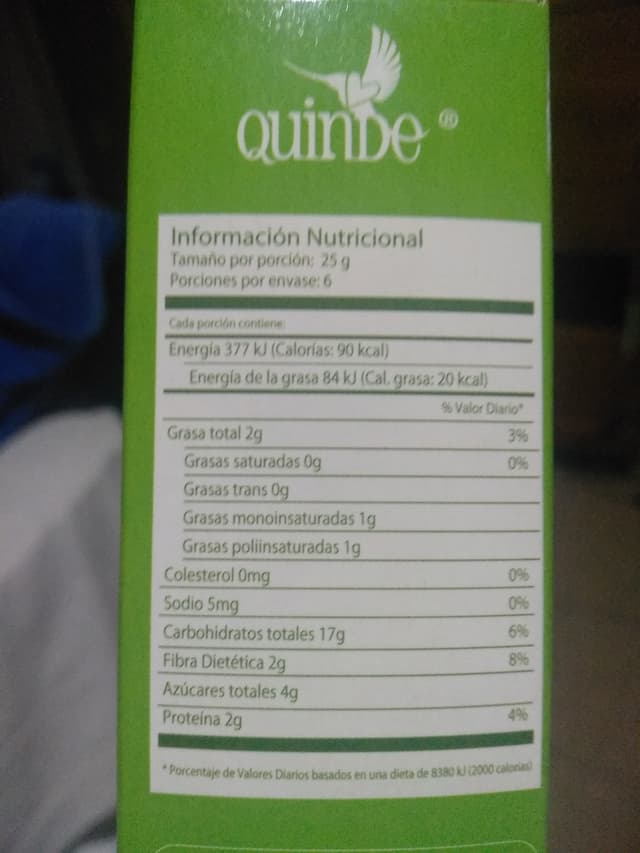 QUINDE ®
Información Nutricional
Tamaño por porción: 25 g
Porciones por envase: 6
Cada porción contiene:
Energía 377 kJ (Calorías: 90 kcal)
Energía de la grasa 84 kJ (Cal. grasa: 20 kcal)
% Valor Diario*
Grasa total 2g 3%
Grasas saturadas 0g 0%
Grasas trans 0g
Grasas monoinsaturadas 1g
Grasas poliinsaturadas 1g
Colesterol 0mg 0%
Sodio 5mg 0%
Carbohidratos totales 17g 6%
Fibra Dietética 2g 8%
Azúcares totales 4g
Proteína 2g 4%
* Porcentaje de Valores Diarios basados en una dieta de 8380 kJ (2000 calorías)